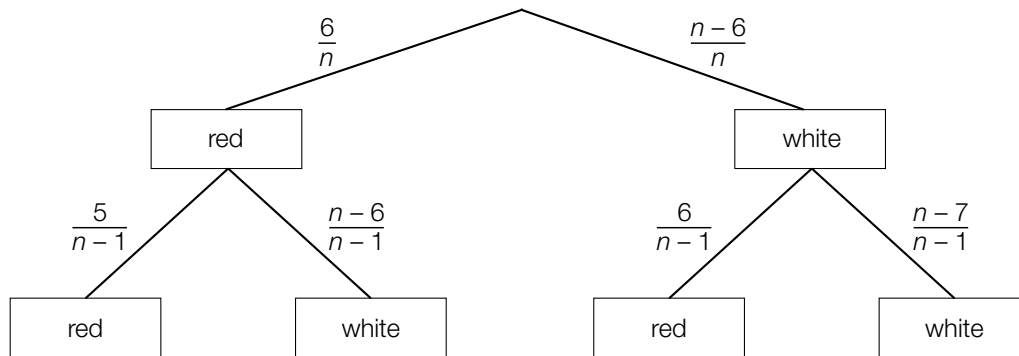 6/n
n – 6/n
red
white
5/n – 1
n – 6/n – 1
6/n – 1
n – 7/n – 1
red
white
red
white